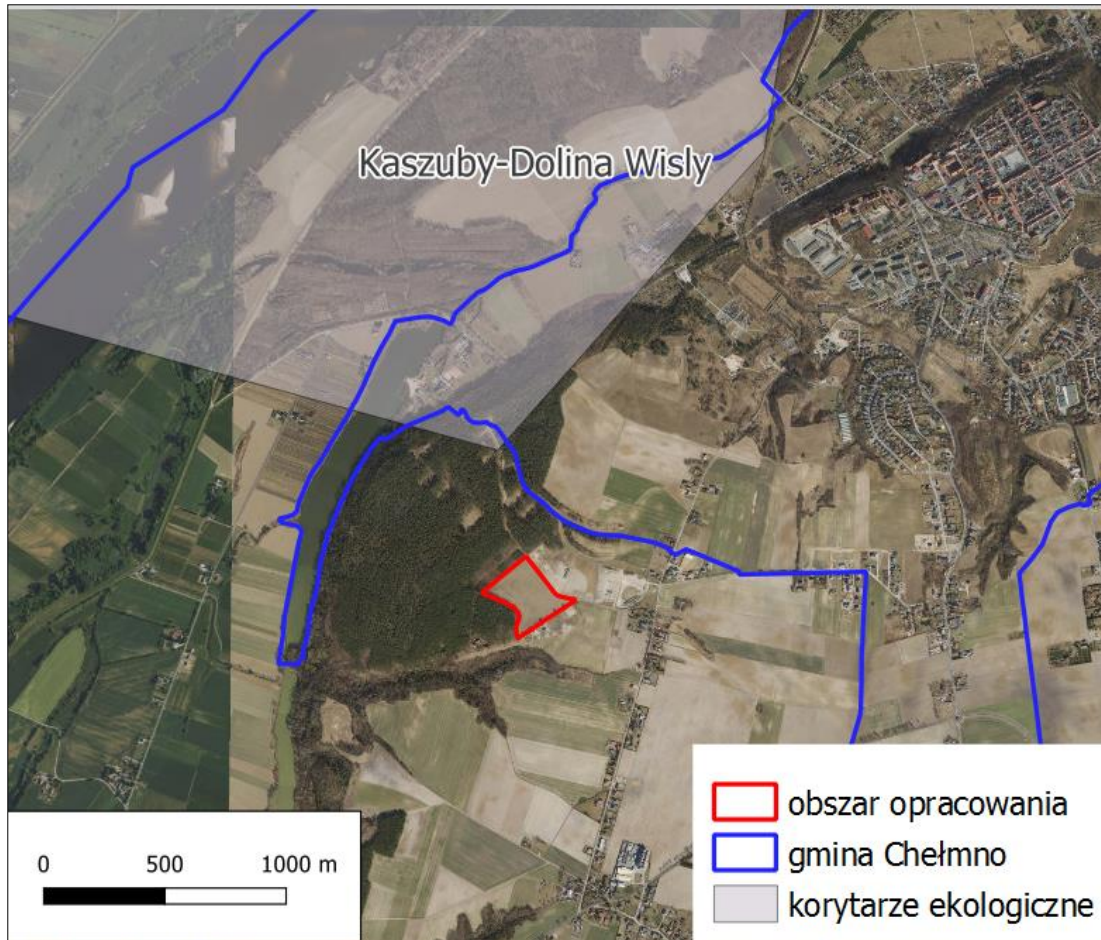 Kaszuby-Dolina Wisly
0 500 1000 m
obszar opracowania
gmina Chełmno
korytarze ekologiczne